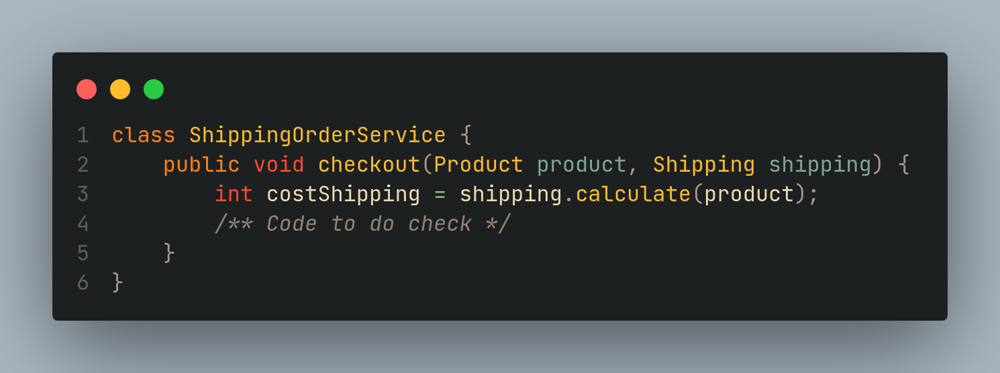 1 class ShippingOrderService {
2     public void checkout(Product product, Shipping shipping) {
3         int costShipping = shipping.calculate(product);
4         /** Code to do check */
5     }
6 }